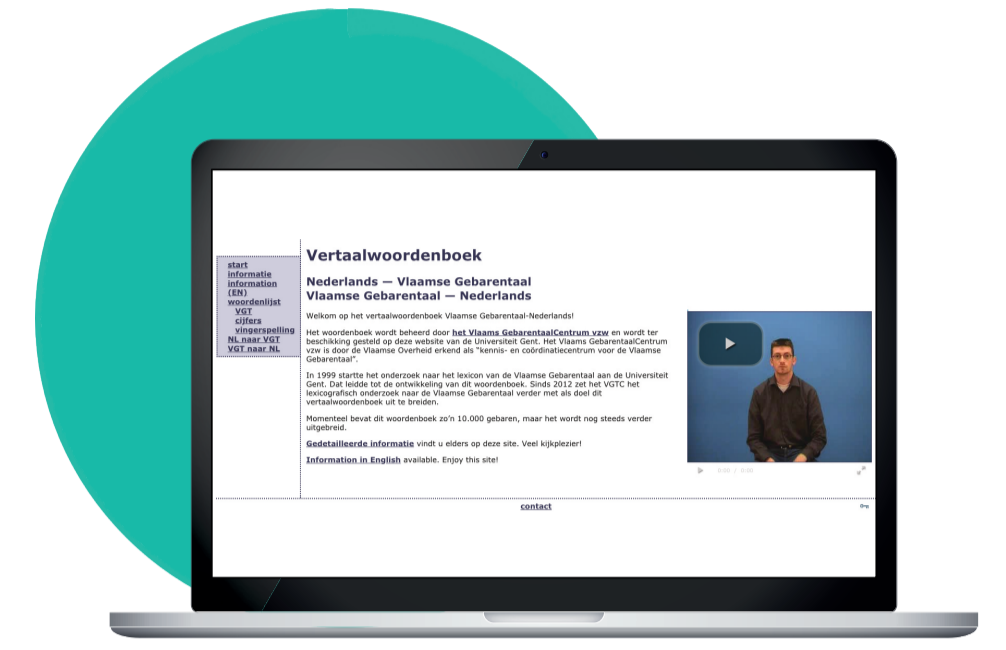 start
informatie
information
(EN)
woordenlijst
VGT
cijfers
vingerspelling
NL naar VGT
VGT naar NL
Vertaalwoordenboek
Nederlands — Vlaamse Gebarentaal
Vlaamse Gebarentaal — Nederlands
Welkom op het vertaalwoordenboek Vlaamse Gebarentaal-Nederlands!
Het woordenboek wordt beheerd door het Vlaams GebarentaalCentrum vzw en wordt ter
beschikking gesteld op deze website van de Universiteit Gent. Het Vlaams GebarentaalCentrum
vzw is door de Vlaamse Overheid erkend als "kennis- en coördinatiecentrum voor de Vlaamse
Gebarentaal".
In 1999 startte het onderzoek naar het lexicon van de Vlaamse Gebarentaal aan de Universiteit
Gent. Dat leidde tot de ontwikkeling van dit woordenboek. Sinds 2012 zet het VGTC het
lexicografisch onderzoek naar de Vlaamse Gebarentaal verder met als doel dit
vertaalwoordenboek uit te breiden.
Momenteel bevat dit woordenboek zo'n 10.000 gebaren, maar het wordt nog steeds verder
uitgebreid.
Gedetailleerde informatie vindt u elders op deze site. Veel kijkplezier!
Information in English available. Enjoy this site!
0:00 / 0:00
contact